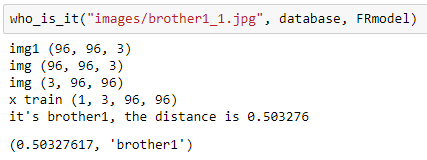 who_is_it("images/brother1_1.jpg", database, FRmodel)
img1 (96, 96, 3)
img (96, 96, 3)
img (3, 96, 96)
x train (1, 3, 96, 96)
it's brother1, the distance is 0.503276
(0.50327617, 'brother1')